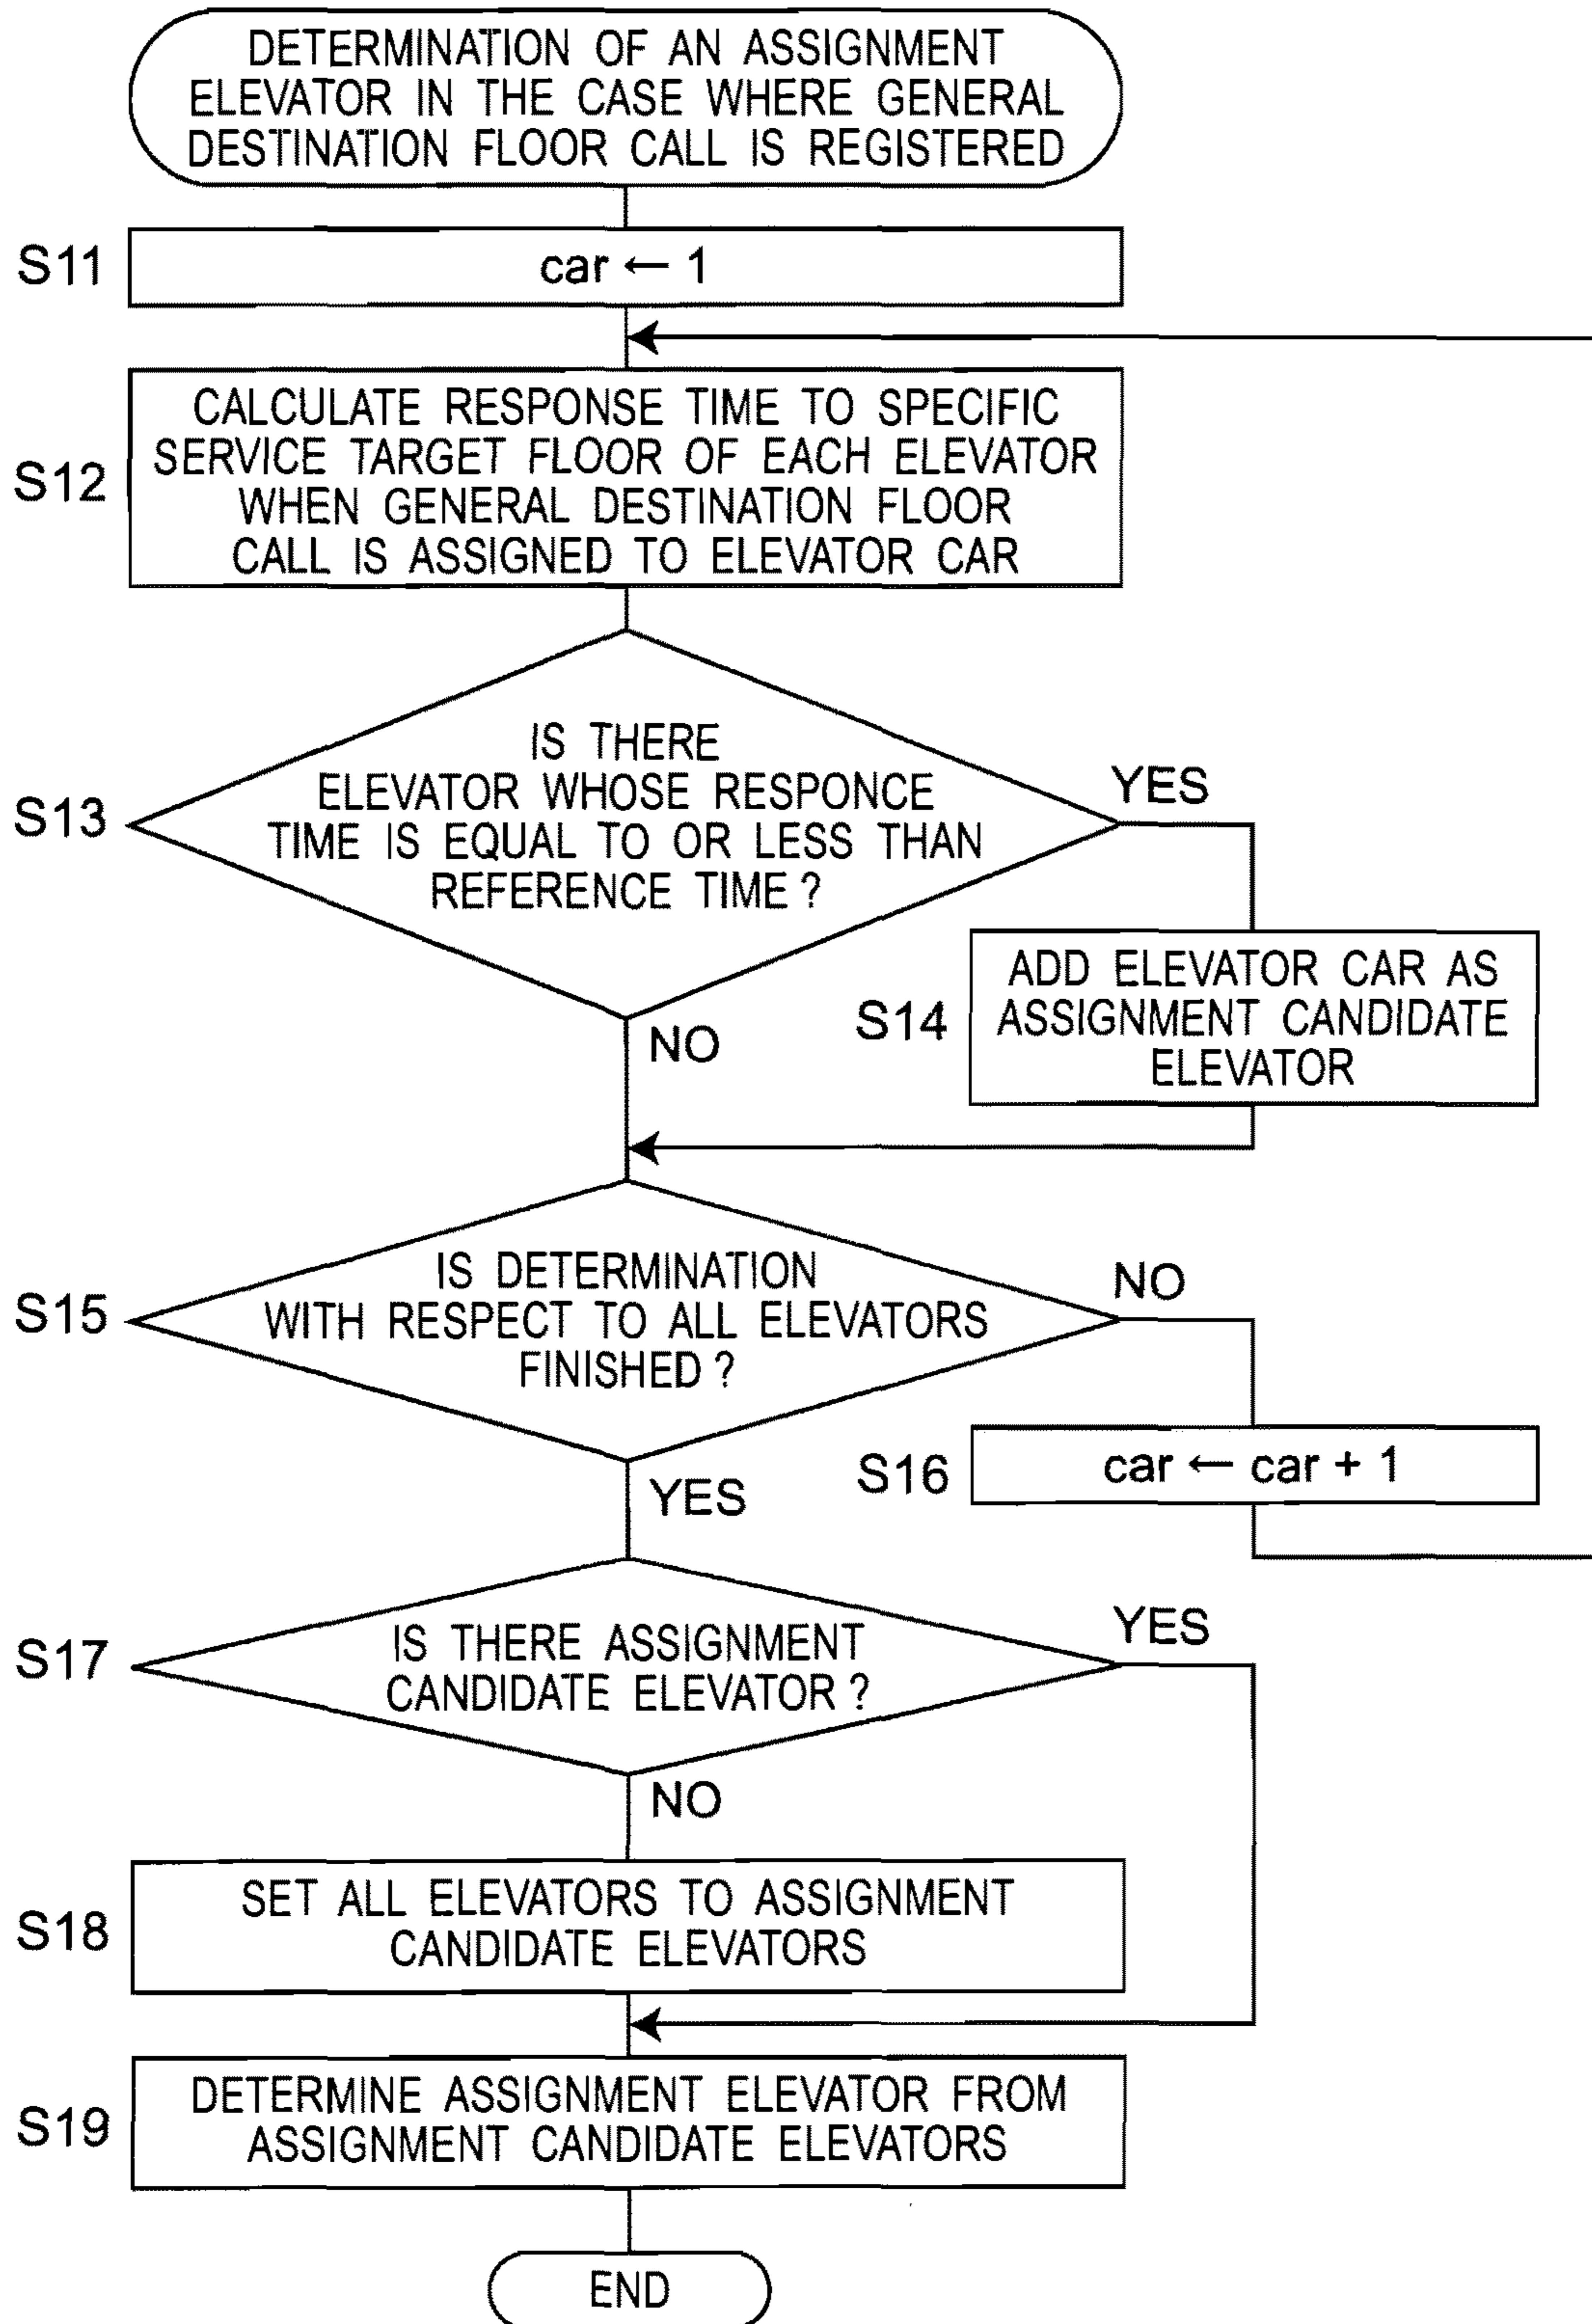 DETERMINATION OF AN ASSIGNMENT
ELEVATOR IN THE CASE WHERE GENERAL
DESTINATION FLOOR CALL IS REGISTERED
S11
car ← 1
S12
CALCULATE RESPONSE TIME TO SPECIFIC
SERVICE TARGET FLOOR OF EACH ELEVATOR
WHEN GENERAL DESTINATION FLOOR
CALL IS ASSIGNED TO ELEVATOR CAR
S13
IS THERE
ELEVATOR WHOSE RESPONCE
TIME IS EQUAL TO OR LESS THAN
REFERENCE TIME ?
YES
NO
S14
ADD ELEVATOR CAR AS
ASSIGNMENT CANDIDATE
ELEVATOR
S15
IS DETERMINATION
WITH RESPECT TO ALL ELEVATORS
FINISHED ?
NO
YES
S16
car ← car + 1
S17
IS THERE ASSIGNMENT
CANDIDATE ELEVATOR ?
YES
NO
S18
SET ALL ELEVATORS TO ASSIGNMENT
CANDIDATE ELEVATORS
S19
DETERMINE ASSIGNMENT ELEVATOR FROM
ASSIGNMENT CANDIDATE ELEVATORS
END